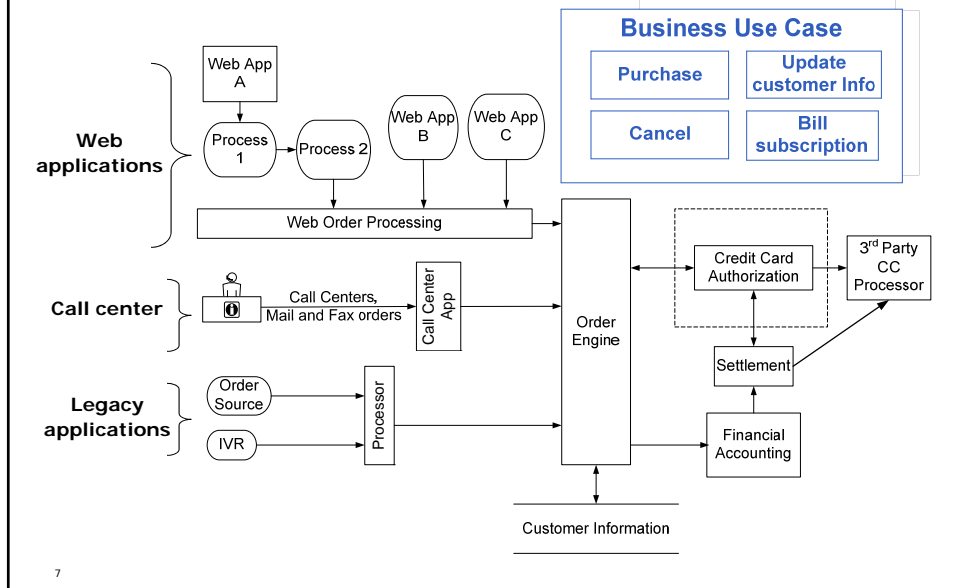 Business Use Case
Purchase
Update
customer Info
Cancel
Bill
subscription
Web
applications
Web App
A
Process
1
Process 2
Web App
B
Web App
C
Web Order Processing
Call center
Call Centers,
Mail and Fax orders
Call Center
App
Legacy
applications
Order
Source
IVR
Processor
Order
Engine
Credit Card
Authorization
3rd Party
CC
Processor
Settlement
Financial
Accounting
Customer Information
7